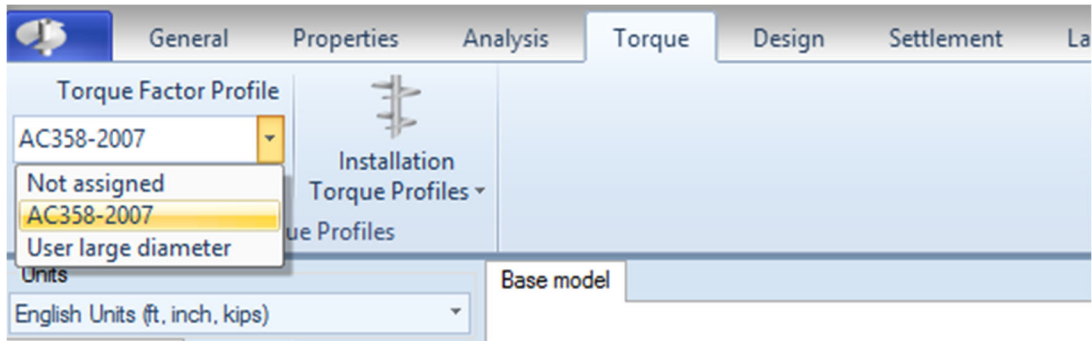 General Properties Analysis Torque Design Settlement La
Torque Factor Profile
AC358-2007
Installation
Torque Profiles
Not assigned
AC358-2007
User large diameter
ue Profiles
Units
Base model
English Units (ft, inch, kips)